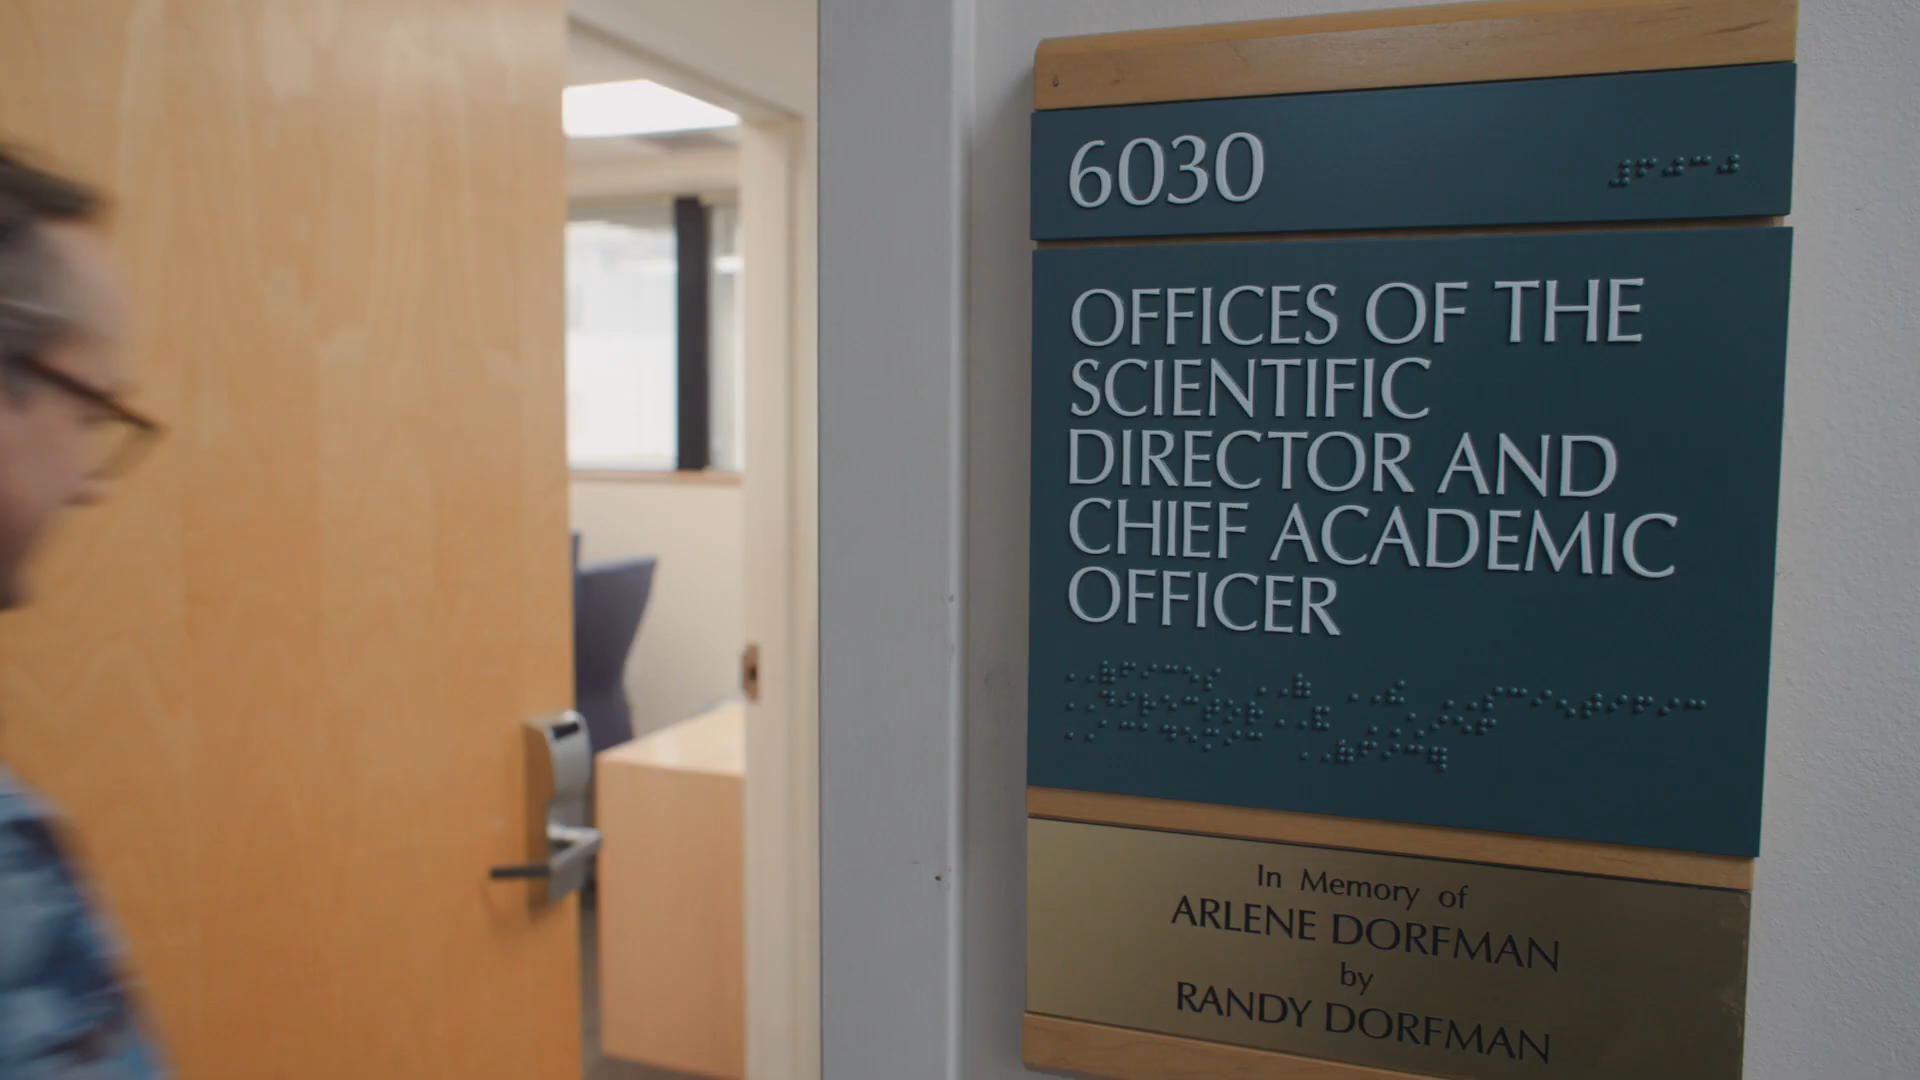 6030
OFFICES OF THE
SCIENTIFIC
DIRECTOR AND
CHIEF ACADEMIC
OFFICER
In Memory of
ARLENE DORFMAN
by
RANDY DORFMAN